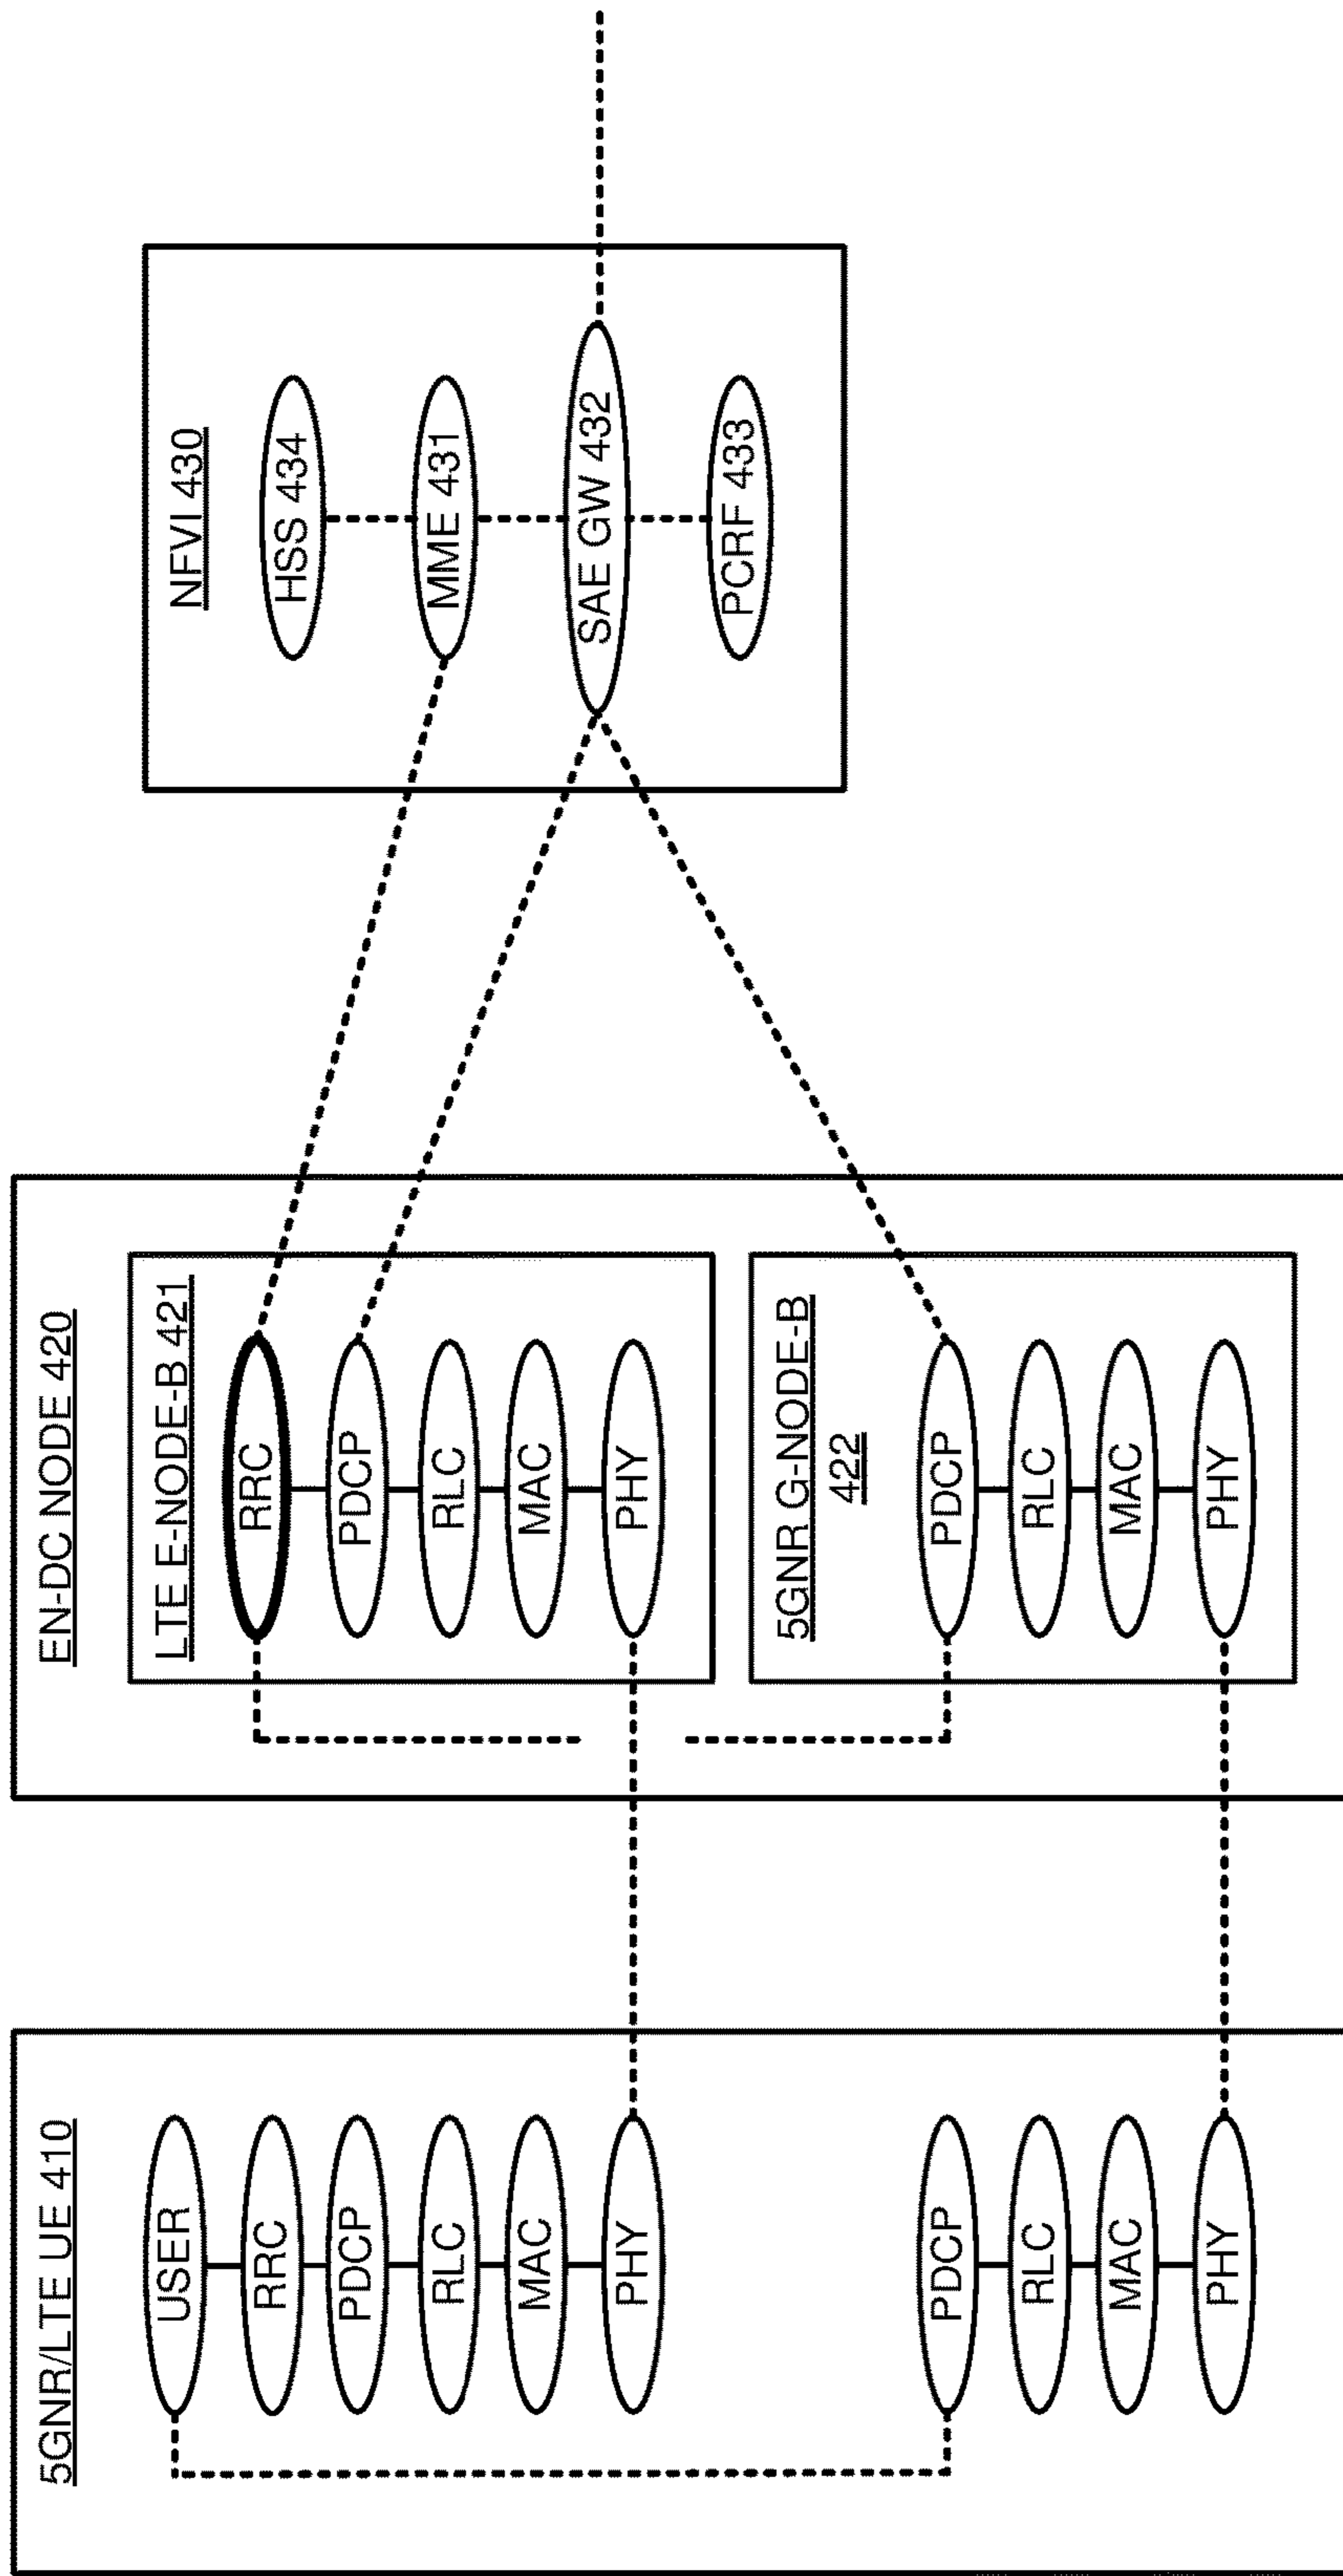 5GNR/LTE UE 410
USER
RRC
PDCP
RLC
MAC
PHY
PDCP
RLC
MAC
PHY
EN-DC NODE 420
LTE E-NODE-B 421
RRC
PDCP
RLC
MAC
PHY
5GNR G-NODE-B
422
PDCP
RLC
MAC
PHY
NFVI 430
HSS 434
MME 431
SAE GW 432
PCRF 433